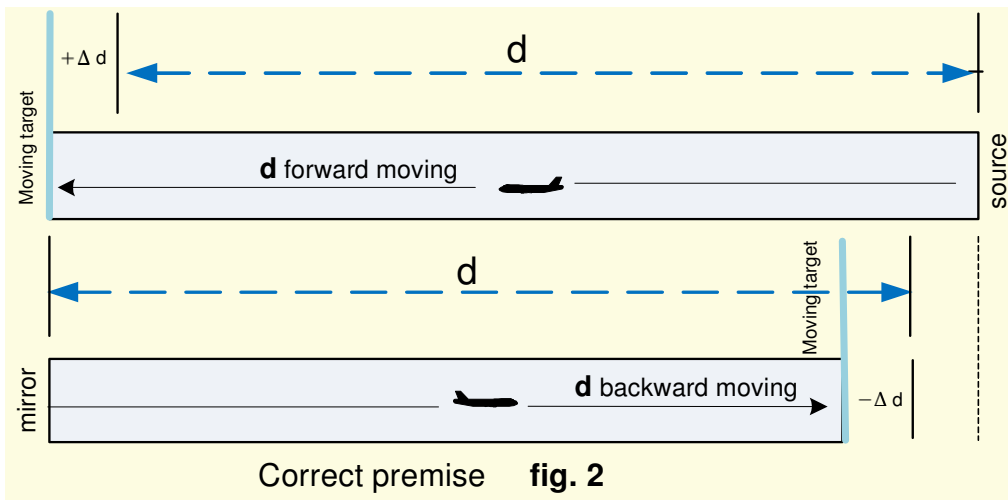 +Δ d
d
Moving target
d forward moving
source
d
Moving target
mirror
d backward moving
−Δ d
Correct premise fig. 2